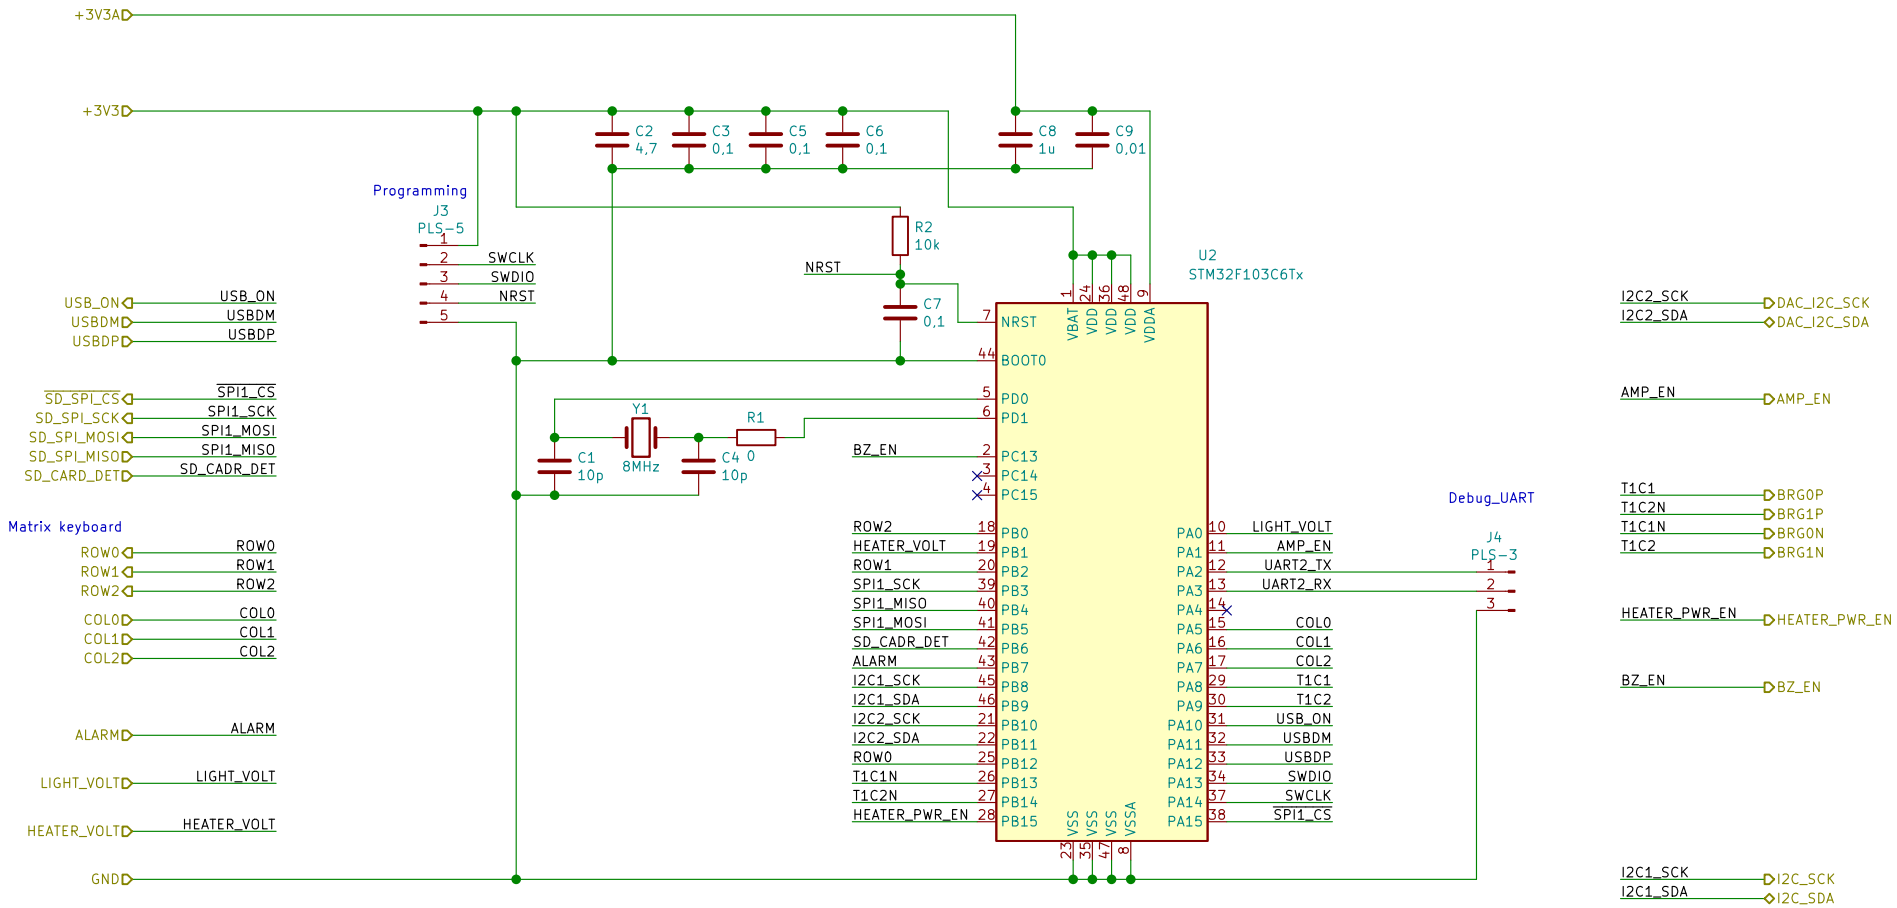 +3V3A
+3V3
C2
4,7
C3
0,1
C5
0,1
C6
0,1
C8
1u
C9
0,01
Programming
J3
PLS-5
1
2
SWCLK
3
SWDIO
4
NRST
5
R2
10k
NRST
C7
0,1
U2
STM32F103C6Tx
USB_ON
USB_ON
USBDM
USBDM
USBDP
USBDP
SD_SPI_CS
SPI1_CS
SD_SPI_SCK
SPI1_SCK
SD_SPI_MOSI
SPI1_MOSI
SD_SPI_MISO
SPI1_MISO
SD_CARD_DET
SD_CADR_DET
Matrix keyboard
ROW0
ROW0
ROW1
ROW1
ROW2
ROW2
COL0
COL0
COL1
COL1
COL2
COL2
ALARM
ALARM
LIGHT_VOLT
LIGHT_VOLT
HEATER_VOLT
HEATER_VOLT
GND
Y1
8MHz
R1
0
C1
10p
C4
10p
1
VBAT
24
VDD
36
VDD
48
VDD
9
VDDA
7
NRST
44
BOOT0
5
PD0
6
PD1
BZ_EN
2
PC13
3
PC14
4
PC15
ROW2
18
PB0
HEATER_VOLT
19
PB1
ROW1
20
PB2
SPI1_SCK
39
PB3
SPI1_MISO
40
PB4
SPI1_MOSI
41
PB5
SD_CADR_DET
42
PB6
ALARM
43
PB7
I2C1_SCK
45
PB8
I2C1_SDA
46
PB9
I2C2_SCK
21
PB10
I2C2_SDA
22
PB11
ROW0
25
PB12
T1C1N
26
PB13
T1C2N
27
PB14
HEATER_PWR_EN
28
PB15
PA0
10
LIGHT_VOLT
PA1
11
AMP_EN
PA2
12
UART2_TX
PA3
13
UART2_RX
PA4
14
PA5
15
COL0
PA6
16
COL1
PA7
17
COL2
PA8
29
T1C1
PA9
30
T1C2
PA10
31
USB_ON
PA11
32
USBDM
PA12
33
USBDP
PA13
34
SWDIO
PA14
37
SWCLK
PA15
38
SPI1_CS
VSS
23
VSS
35
VSS
47
VSSA
8
Debug_UART
J4
PLS-3
1
2
3
I2C2_SCK
DAC_I2C_SCK
I2C2_SDA
DAC_I2C_SDA
AMP_EN
AMP_EN
T1C1
BRG0P
T1C2N
BRG1P
T1C1N
BRG0N
T1C2
BRG1N
HEATER_PWR_EN
HEATER_PWR_EN
BZ_EN
BZ_EN
I2C1_SCK
I2C_SCK
I2C1_SDA
I2C_SDA